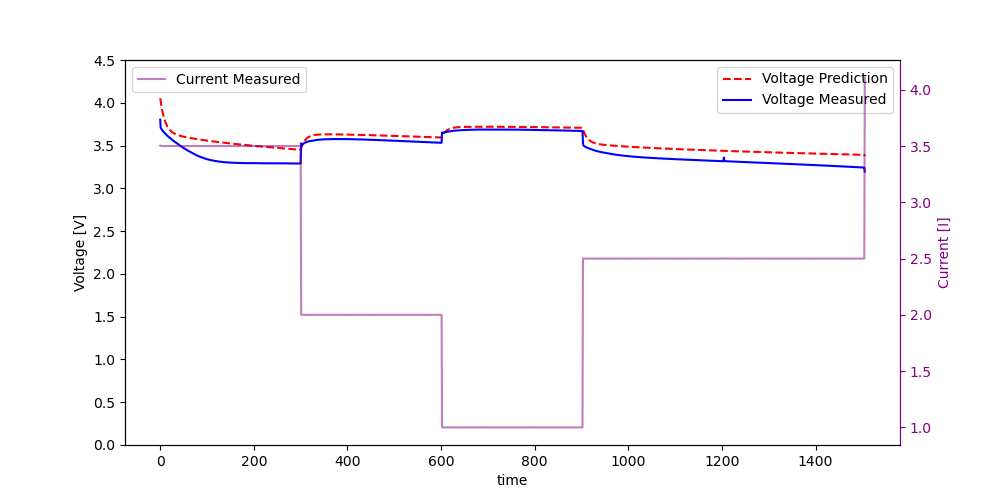 Current Measured
Voltage Prediction
Voltage Measured
Voltage [V]
4.5
4.0
3.5
3.0
2.5
2.0
1.5
1.0
0.5
0.0
4.0
3.5
3.0
2.5
2.0
1.5
1.0
Current [I]
0 200 400 600 800 1000 1200 1400
time